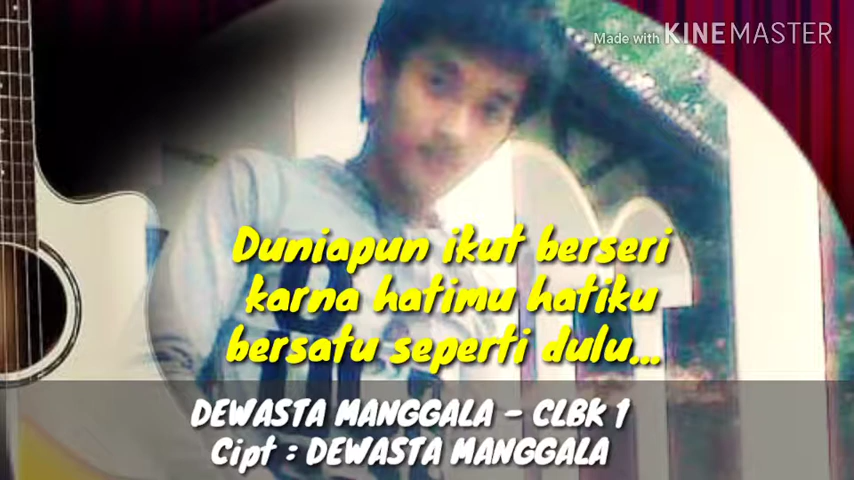 Made with KINEMASTER
Duniapun ikut berseri
karna hatimu hatiku
bersatu seperti dulu...
DEWASTA MANGGALA - CLBK 1
Cipt : DEWASTA MANGGALA